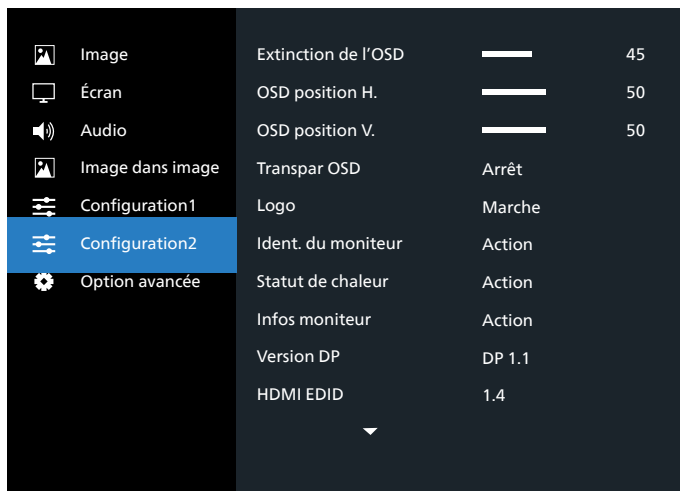 Image
Écran
Audio
Image dans image
Configuration1
Configuration2
Option avancée
Extinction de l’OSD 45
OSD position H. 50
OSD position V. 50
Transpar OSD Arrêt
Logo Marche
Ident. du moniteur Action
Statut de chaleur Action
Infos moniteur Action
Version DP DP 1.1
HDMI EDID 1.4